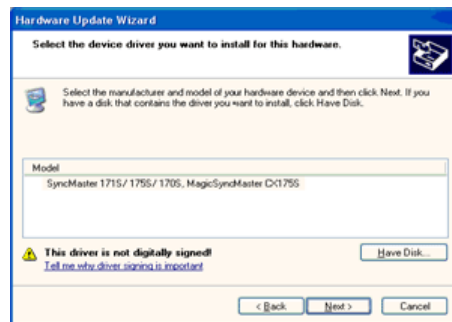 Hardware Update Wizard
Select the device driver you want to install for this hardware.
Select the manufacturer and model of your hardware device and then click Next. If you
have a disk that contains the driver you want to install, click Have Disk.
Model
SyncMaster 171S/ 175S/ 170S, MagicSyncMaster CX175S
This driver is not digitally signed!
Have Disk...
Tell me why driver signing is important
< Back
Next >
Cancel